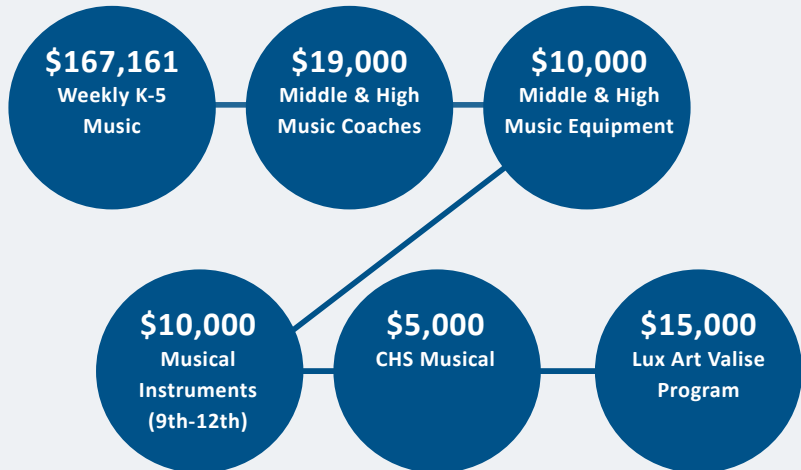 $167,161
Weekly K-5
Music
$19,000
Middle & High
Music Coaches
$10,000
Middle & High
Music Equipment
$10,000
Musical
Instruments
(9th-12th)
$5,000
CHS Musical
$15,000
Lux Art Valise
Program